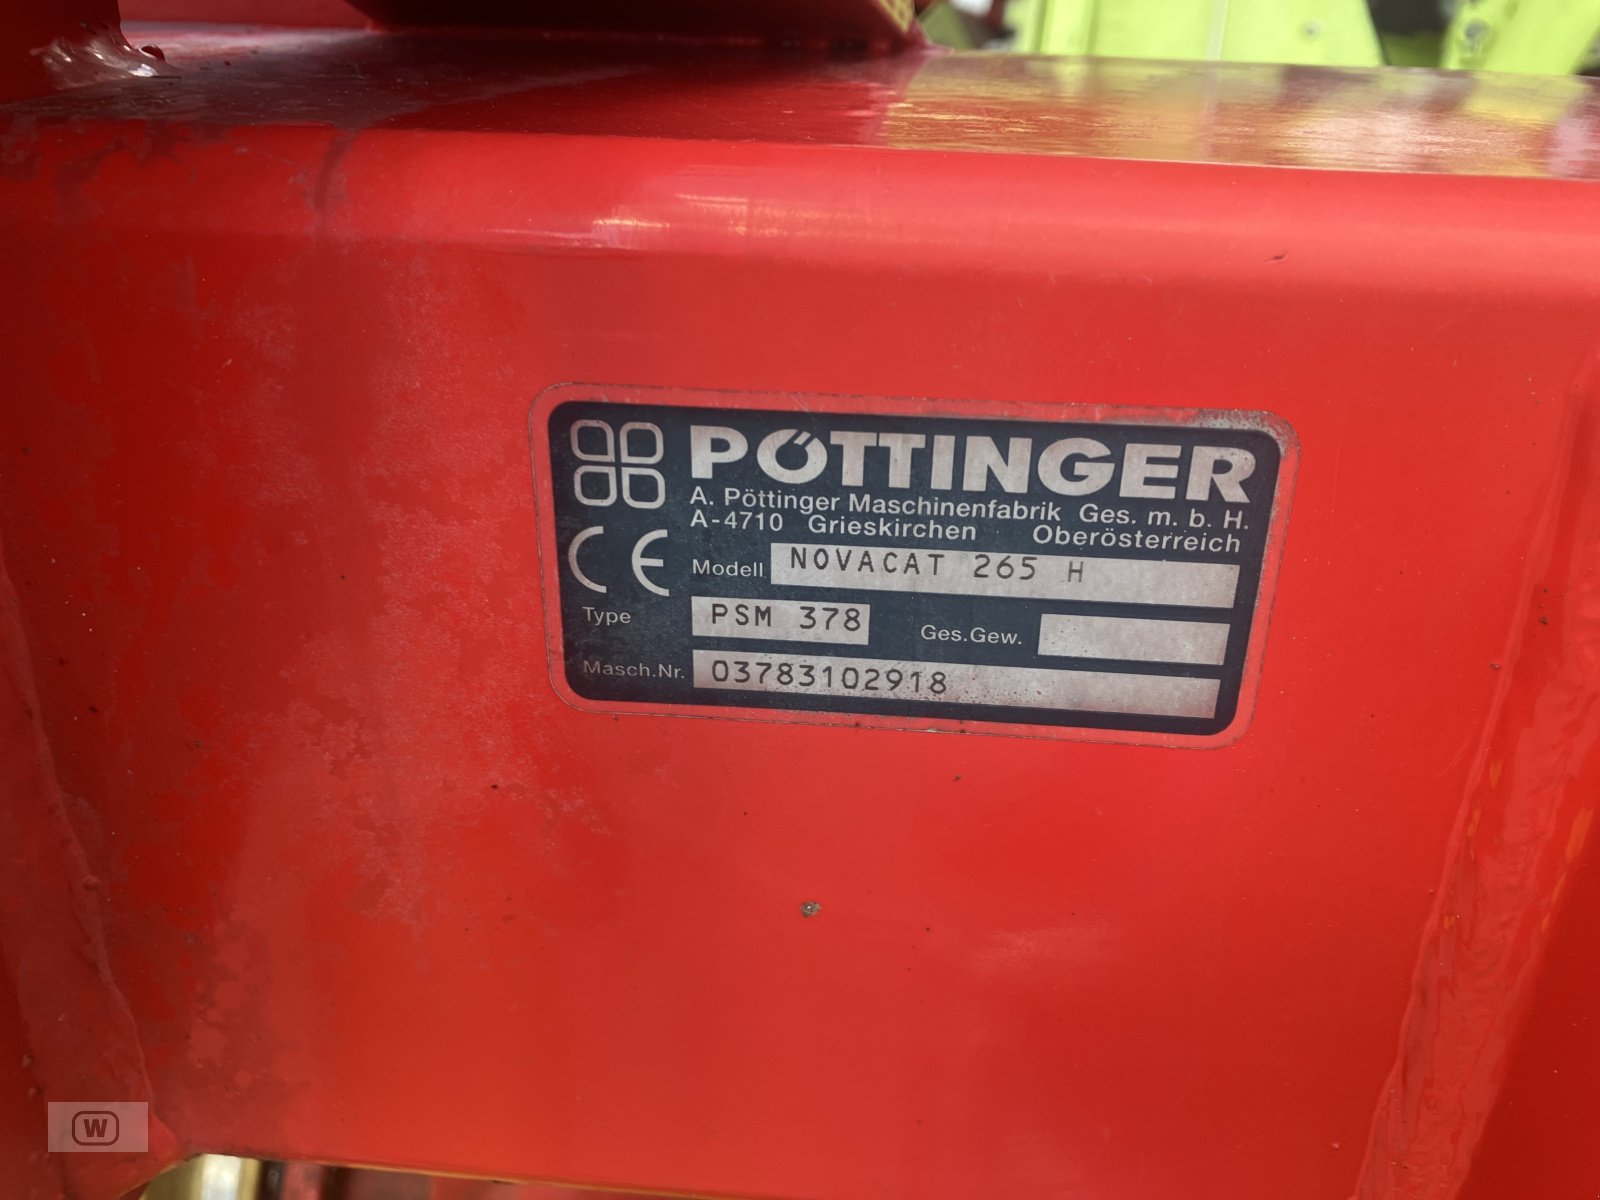 PÖTTINGER
A. Pöttinger Maschinenfabrik Ges. m. b. H.
A-4710 Grieskirchen Oberösterreich
CE
Modell NOVACAT 265 H
Type PSM 378 Ges.Gew.
Masch.Nr. 03783102918
W